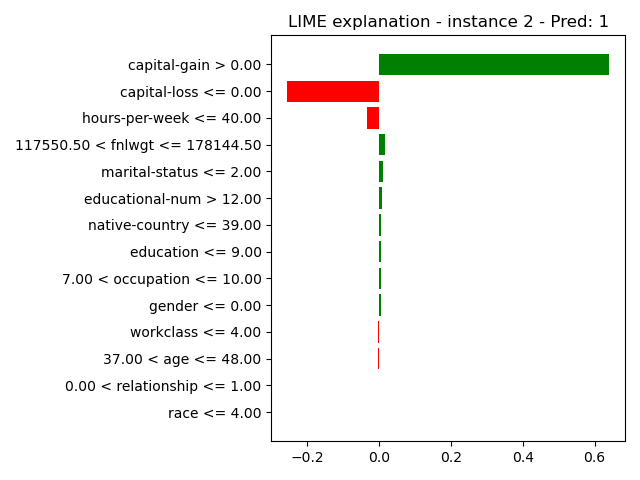 LIME explanation - instance 2 - Pred: 1
capital-gain > 0.00
capital-loss <= 0.00
hours-per-week <= 40.00
117550.50 < fnlwgt <= 178144.50
marital-status <= 2.00
educational-num > 12.00
native-country <= 39.00
education <= 9.00
7.00 < occupation <= 10.00
gender <= 0.00
workclass <= 4.00
37.00 < age <= 48.00
0.00 < relationship <= 1.00
race <= 4.00
−0.2 0.0 0.2 0.4 0.6